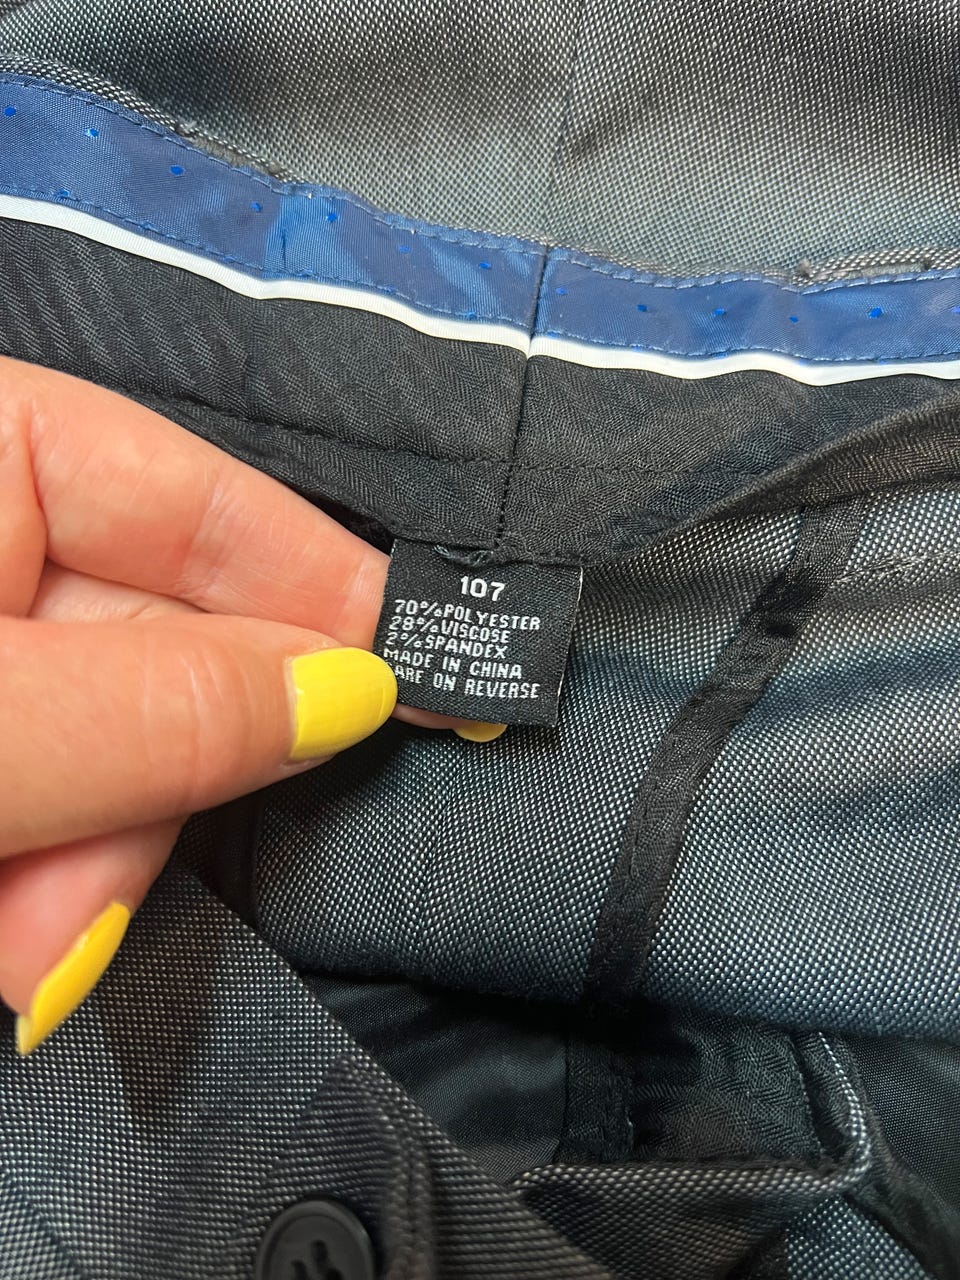 107
70%POLYESTER
28%VISCOSE
2%SPANDEX
MADE IN CHINA
ARE ON REVERSE